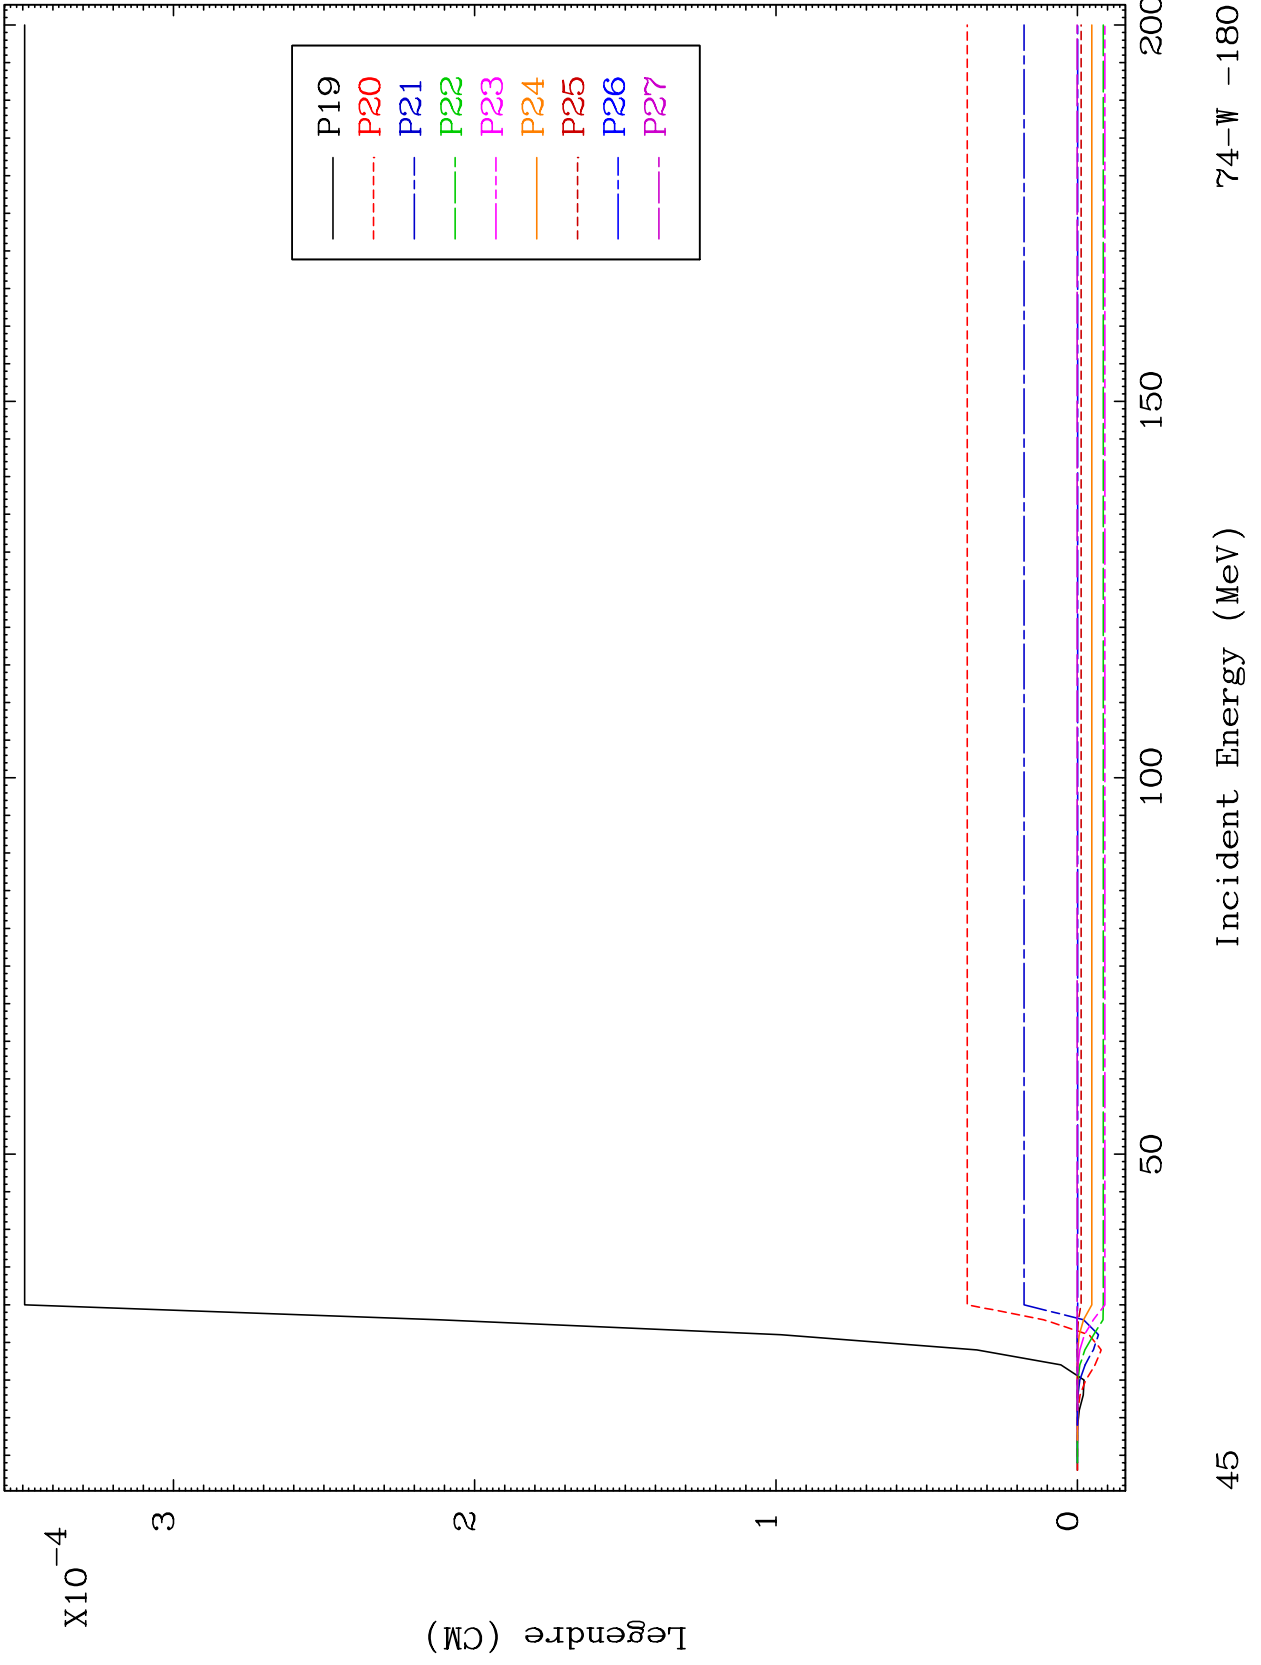 X10-4
3
2
1
0
Legendre (CM)
P19
P20
P21
P22
P23
P24
P25
P26
P27
50
100
150
200
Incident Energy (MeV)
45
74-W -180